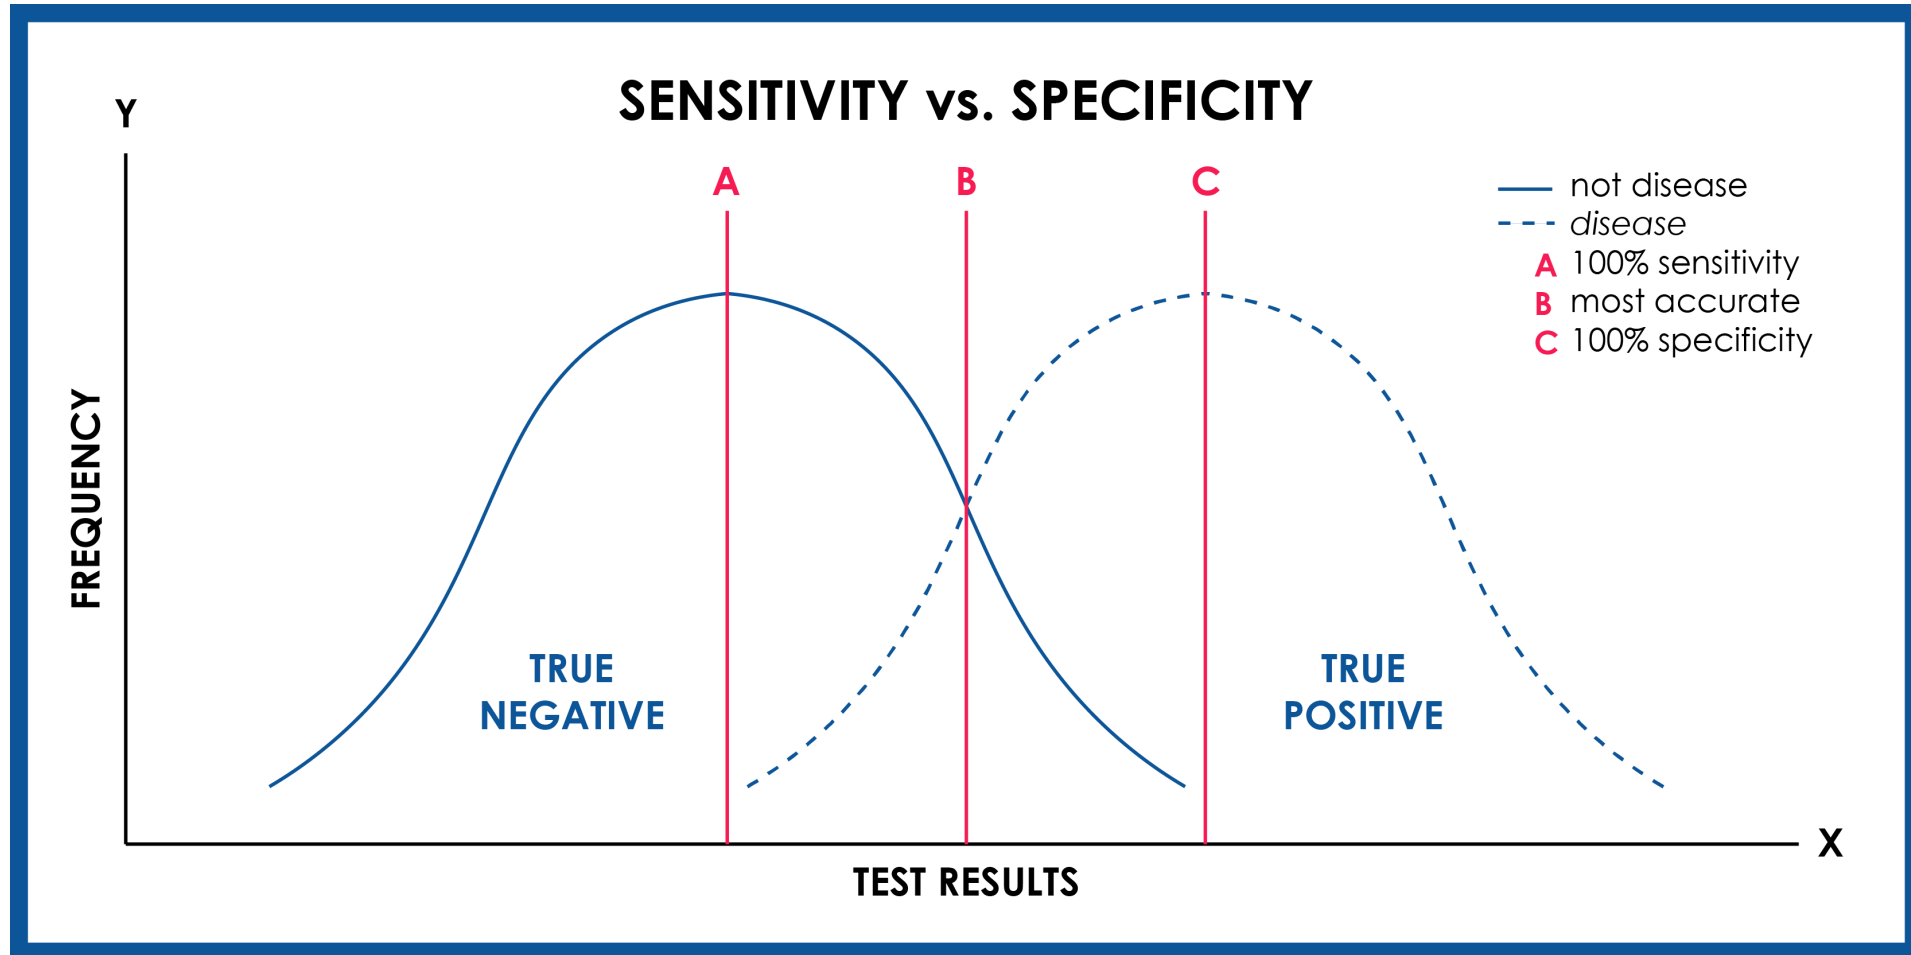 SENSITIVITY vs. SPECIFICITY
Y
A
B
C
not disease
disease
A 100% sensitivity
B most accurate
C 100% specificity
FREQUENCY
TRUE
NEGATIVE
TRUE
POSITIVE
X
TEST RESULTS